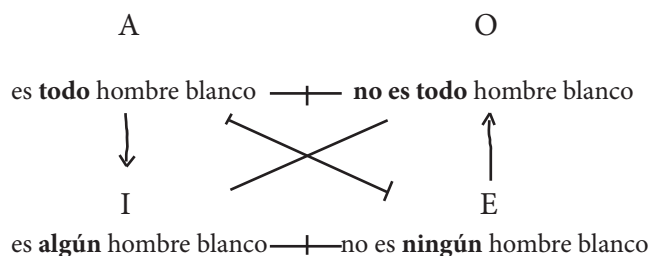 A O
es todo hombre blanco no es todo hombre blanco
I E
es algún hombre blanco no es ningún hombre blanco